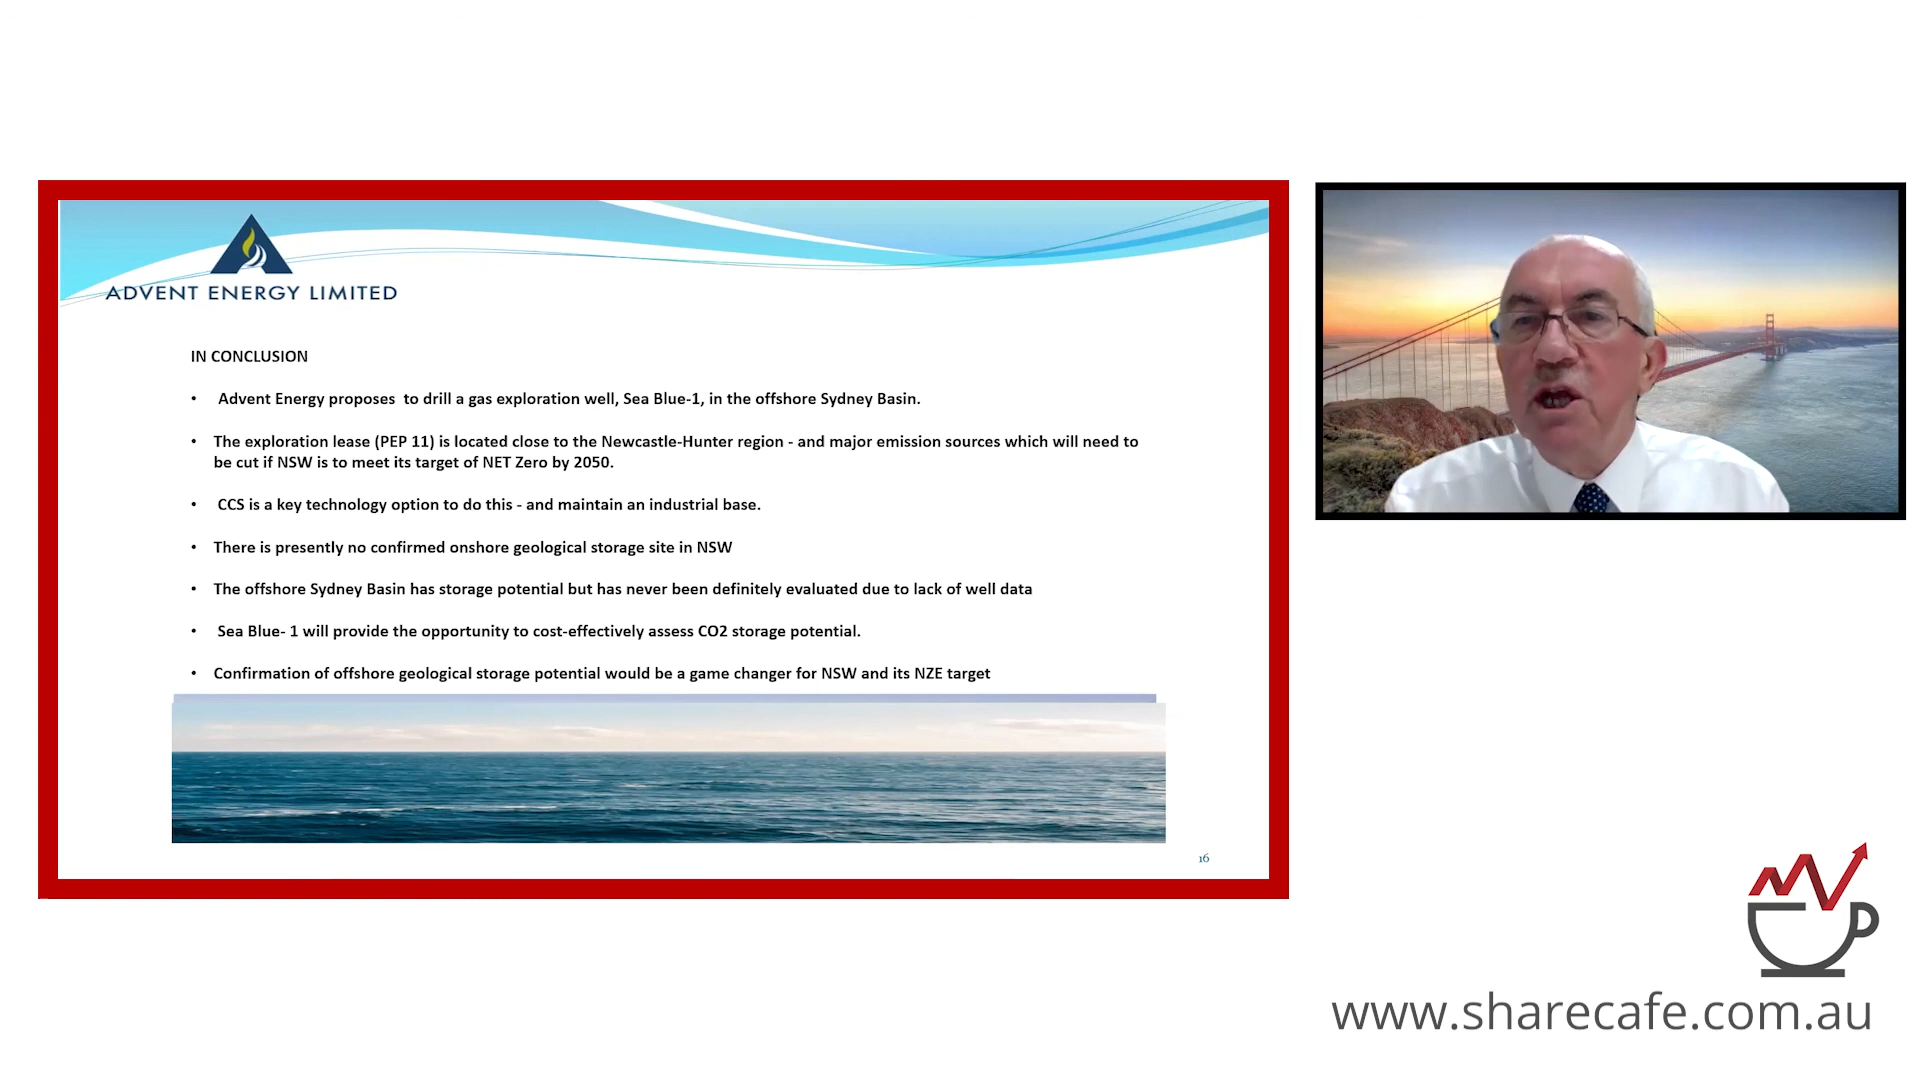 ADVENT ENERGY LIMITED
IN CONCLUSION
• Advent Energy proposes to drill a gas exploration well, Sea Blue-1, in the offshore Sydney Basin.
• The exploration lease (PEP 11) is located close to the Newcastle-Hunter region - and major emission sources which will need to
be cut if NSW is to meet its target of NET Zero by 2050.
• CCS is a key technology option to do this - and maintain an industrial base.
• There is presently no confirmed onshore geological storage site in NSW
• The offshore Sydney Basin has storage potential but has never been definitely evaluated due to lack of well data
• Sea Blue- 1 will provide the opportunity to cost-effectively assess CO2 storage potential.
• Confirmation of offshore geological storage potential would be a game changer for NSW and its NZE target
16
www.sharecafe.com.au